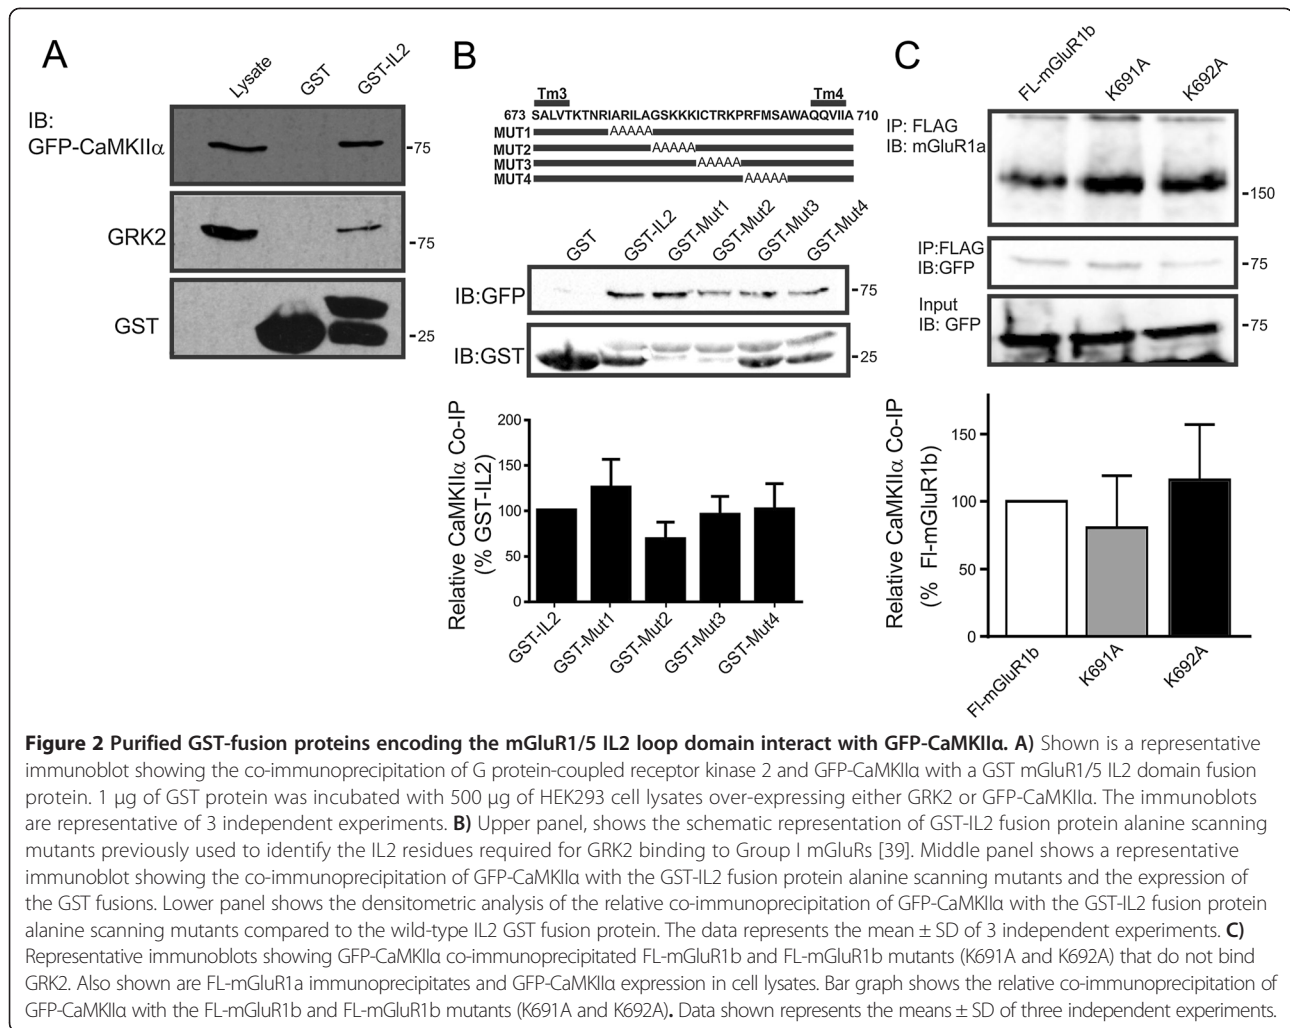 A
Lysate
GST
GST-IL2
IB:
GFP-CaMKIIα
-75
GRK2
-75
GST
-25
B
Tm3
Tm4
673 SALVTKTNRIARILAGSKKKICTRKPRFMSAWAQQVIIA 710
MUT1 AAAAA
MUT2 AAAAA
MUT3 AAAAA
MUT4 AAAAA
GST
GST-IL2
GST-Mut1
GST-Mut2
GST-Mut3
GST-Mut4
IB:GFP
-75
IB:GST
-25
Relative CaMKIIα Co-IP
(% GST-IL2)
200
150
100
50
0
GST-IL2
GST-Mut1
GST-Mut2
GST-Mut3
GST-Mut4
C
FL-mGluR1b
K691A
K692A
IP: FLAG
IB: mGluR1a
-150
IP:FLAG
IB:GFP
-75
Input
IB: GFP
-75
Relative CaMKIIα Co-IP
(% Fl-mGluR1b)
150
100
50
0
Fl-mGluR1b
K691A
K692A
Figure 2 Purified GST-fusion proteins encoding the mGluR1/5 IL2 loop domain interact with GFP-CaMKIIα. A) Shown is a representative
immunoblot showing the co-immunoprecipitation of G protein-coupled receptor kinase 2 and GFP-CaMKIIα with a GST mGluR1/5 IL2 domain fusion
protein. 1 μg of GST protein was incubated with 500 μg of HEK293 cell lysates over-expressing either GRK2 or GFP-CaMKIIα. The immunoblots
are representative of 3 independent experiments. B) Upper panel, shows the schematic representation of GST-IL2 fusion protein alanine scanning
mutants previously used to identify the IL2 residues required for GRK2 binding to Group I mGluRs [39]. Middle panel shows a representative
immunoblot showing the co-immunoprecipitation of GFP-CaMKIIα with the GST-IL2 fusion protein alanine scanning mutants and the expression of
the GST fusions. Lower panel shows the densitometric analysis of the relative co-immunoprecipitation of GFP-CaMKIIα with the GST-IL2 fusion protein
alanine scanning mutants compared to the wild-type IL2 GST fusion protein. The data represents the mean ± SD of 3 independent experiments. C)
Representative immunoblots showing GFP-CaMKIIα co-immunoprecipitated FL-mGluR1b and FL-mGluR1b mutants (K691A and K692A) that do not bind
GRK2. Also shown are FL-mGluR1a immunoprecipitates and GFP-CaMKIIα expression in cell lysates. Bar graph shows the relative co-immunoprecipitation of
GFP-CaMKIIα with the FL-mGluR1b and FL-mGluR1b mutants (K691A and K692A). Data shown represents the means ± SD of three independent experiments.